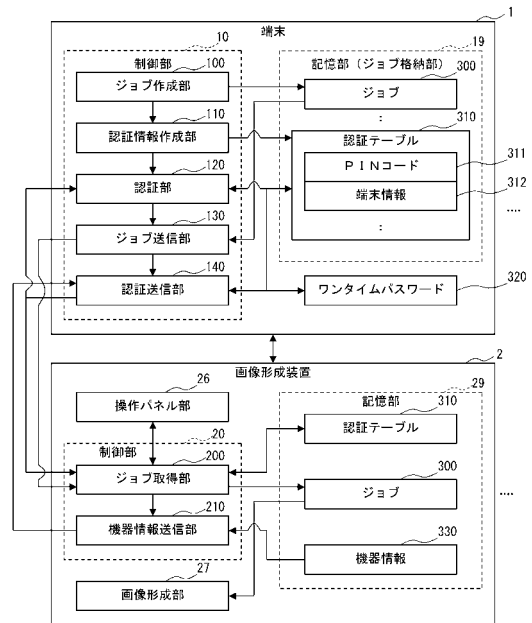 1
端末
10
制御部
100
ジョブ作成部
110
認証情報作成部
120
認証部
130
ジョブ送信部
140
認証送信部
19
記憶部（ジョブ格納部）
300
ジョブ
:
310
認証テーブル
311
PINコード
312
端末情報
:
320
ワンタイムパスワード
....
2
画像形成装置
26
操作パネル部
20
制御部
200
ジョブ取得部
210
機器情報送信部
27
画像形成部
29
記憶部
310
認証テーブル
300
ジョブ
330
機器情報
....